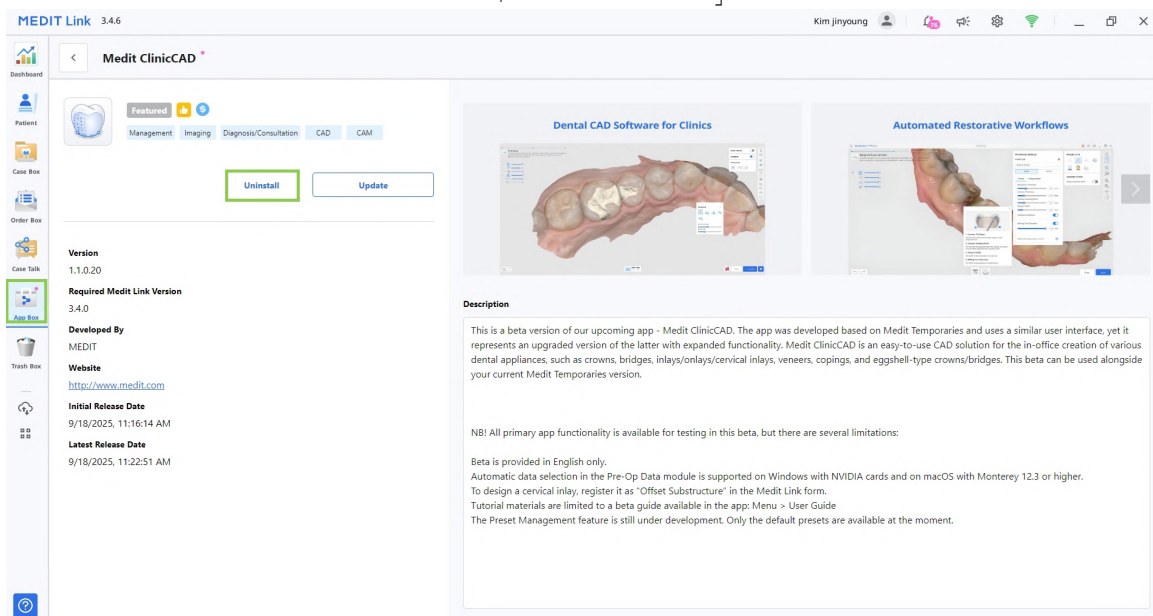 MEDIT Link 3.4.6
Kim jinyoung
76
Dashboard
Patient
Case Box
Order Box
Case Talk
App Box
Trash Box
Medit ClinicCAD
Featured
Management Imaging Diagnosis/Consultation CAD CAM
Uninstall Update
Version
1.1.0.20
Required Medit Link Version
3.4.0
Developed By
MEDIT
Website
http://www.medit.com
Initial Release Date
9/18/2025, 11:16:14 AM
Latest Release Date
9/18/2025, 11:22:51 AM
Dental CAD Software for Clinics
Automated Restorative Workflows
Description
This is a beta version of our upcoming app - Medit ClinicCAD. The app was developed based on Medit Temporaries and uses a similar user interface, yet it
represents an upgraded version of the latter with expanded functionality. Medit ClinicCAD is an easy-to-use CAD solution for the in-office creation of various
dental appliances, such as crowns, bridges, inlays/onlays/cervical inlays, veneers, copings, and eggshell-type crowns/bridges. This beta can be used alongside
your current Medit Temporaries version.
NB! All primary app functionality is available for testing in this beta, but there are several limitations:
Beta is provided in English only.
Automatic data selection in the Pre-Op Data module is supported on Windows with NVIDIA cards and on macOS with Monterey 12.3 or higher.
To design a cervical inlay, register it as "Offset Substructure" in the Medit Link form.
Tutorial materials are limited to a beta guide available in the app: Menu > User Guide
The Preset Management feature is still under development. Only the default presets are available at the moment.